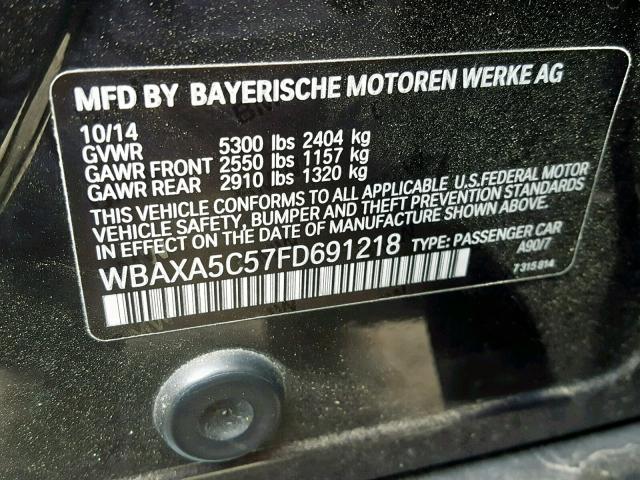 MFD BY BAYERISCHE MOTOREN WERKE AG
10/14
GVWR 5300 lbs 2404 kg
GAWR FRONT 2550 lbs 1157 kg
GAWR REAR 2910 lbs 1320 kg
THIS VEHICLE CONFORMS TO ALL APPLICABLE U.S.FEDERAL MOTOR
VEHICLE SAFETY, BUMPER AND THEFT PREVENTION STANDARDS
IN EFFECT ON THE DATE OF MANUFACTURE SHOWN ABOVE.
WBAXA5C57FD691218 TYPE: PASSENGER CAR
A90/7
7315814